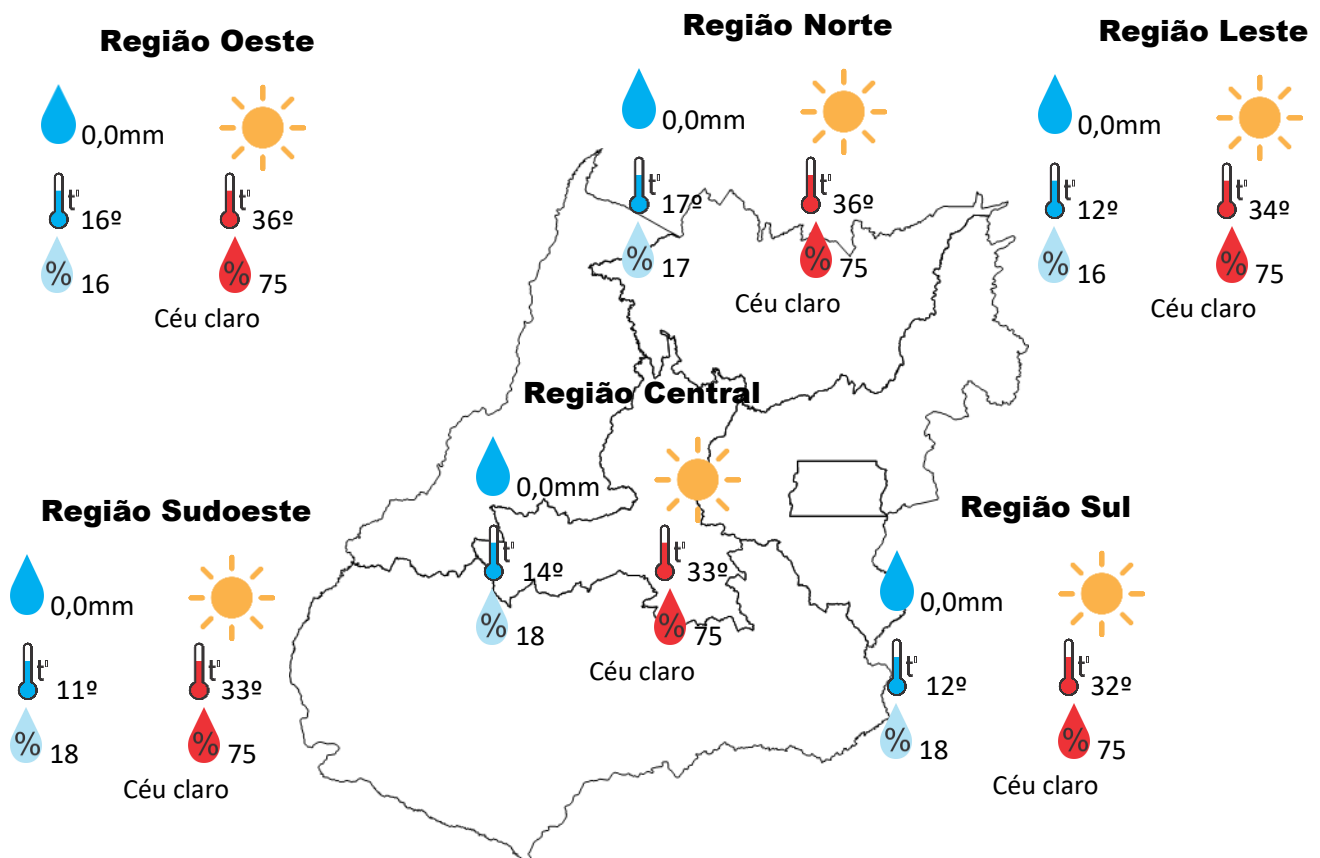 Região Oeste
0,0mm
t°
16º
t°
36º
%
16
%
75
Céu claro
Região Norte
0,0mm
t°
17º
t°
36º
%
17
%
75
Céu claro
Região Leste
0,0mm
t°
12º
t°
34º
%
16
%
75
Céu claro
Região Central
0,0mm
t°
14º
t°
33º
%
18
%
75
Céu claro
Região Sudoeste
0,0mm
t°
11º
t°
33º
%
18
%
75
Céu claro
Região Sul
0,0mm
t°
12º
t°
32º
%
18
%
75
Céu claro